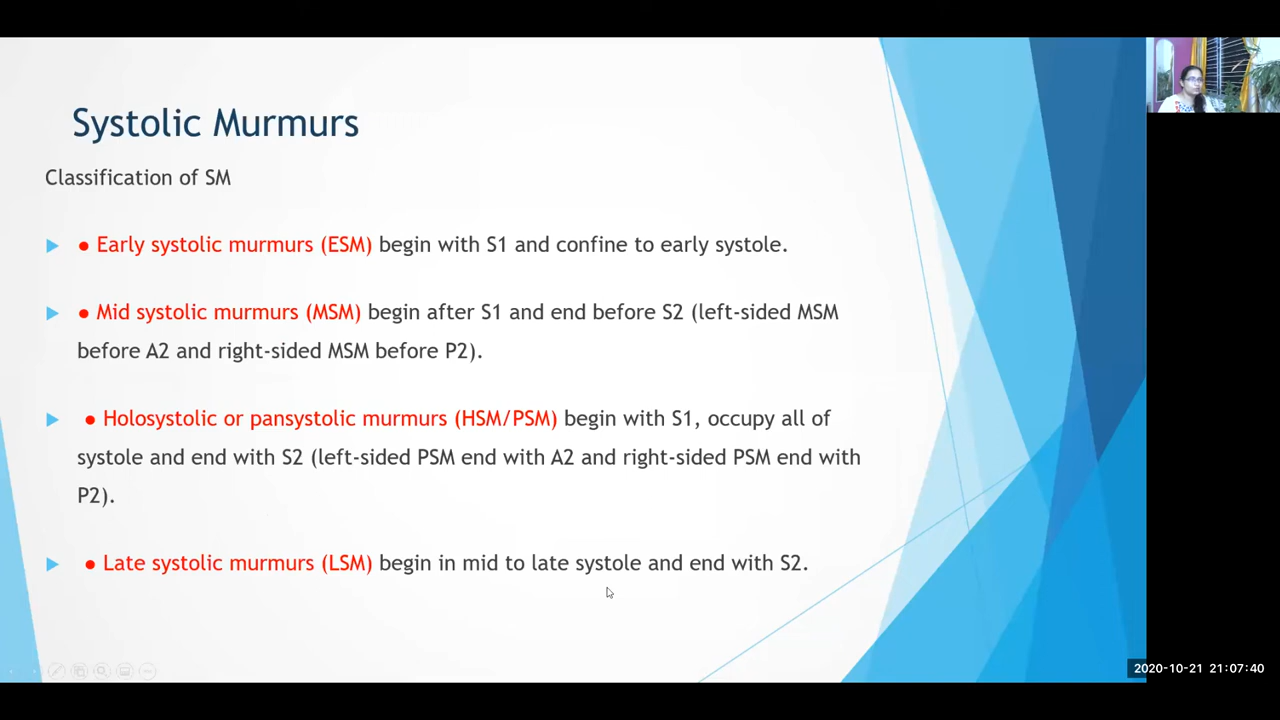 Systolic Murmurs
Classification of SM
● Early systolic murmurs (ESM) begin with S1 and confine to early systole.
● Mid systolic murmurs (MSM) begin after S1 and end before S2 (left-sided MSM
before A2 and right-sided MSM before P2).
● Holosystolic or pansystolic murmurs (HSM/PSM) begin with S1, occupy all of
systole and end with S2 (left-sided PSM end with A2 and right-sided PSM end with
P2).
● Late systolic murmurs (LSM) begin in mid to late systole and end with S2.
2020-10-21 21:07:40